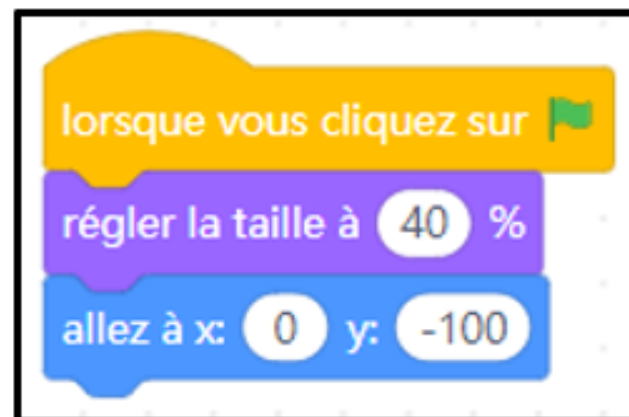 lorsque vous cliquez sur
régler la taille à 40 %
allez à x: 0 y: -100